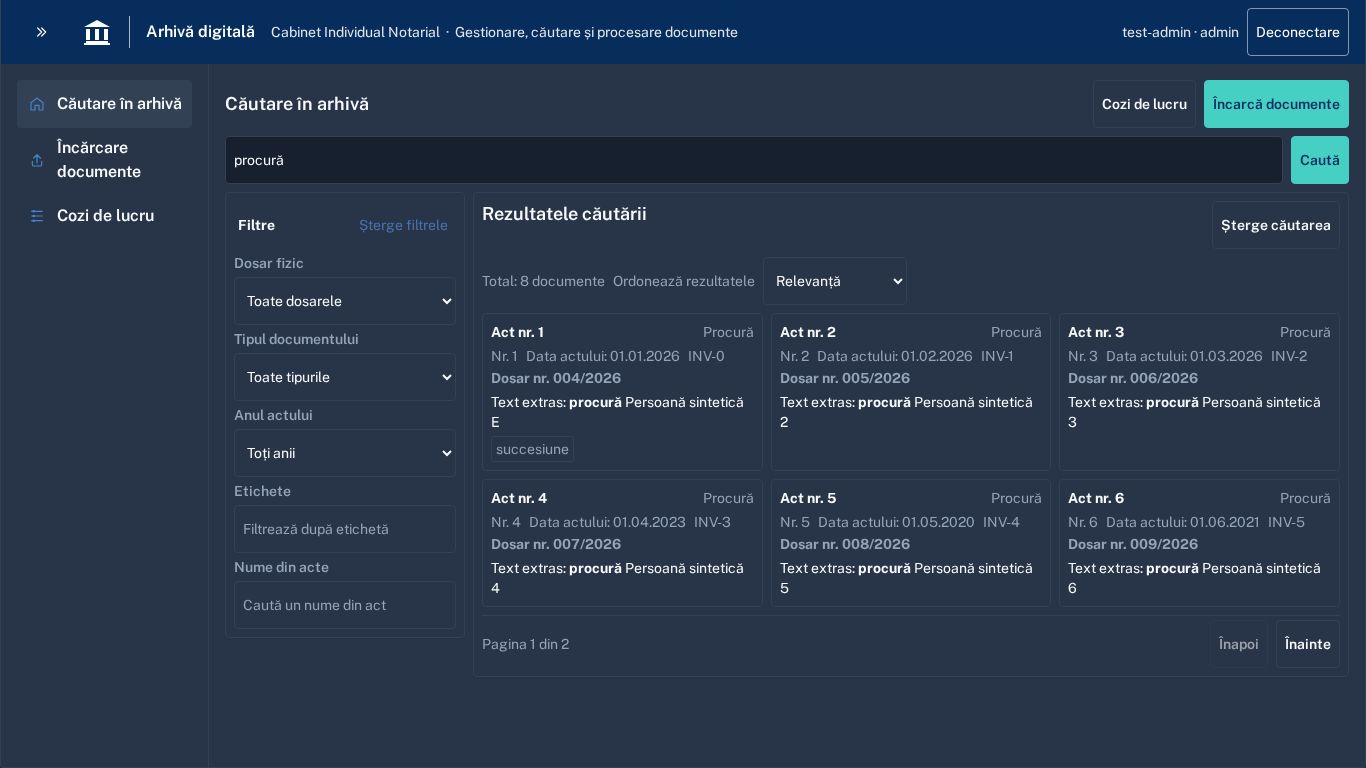 Arhivă digitală
Cabinet Individual Notarial · Gestionare, căutare și procesare documente
test-admin · admin
Deconectare
Căutare în arhivă
Încărcare documente
Cozi de lucru
Căutare în arhivă
Cozi de lucru
Încarcă documente
procură
Caută
Filtre
Șterge filtrele
Dosar fizic
Toate dosarele
Tipul documentului
Toate tipurile
Anul actului
Toți anii
Etichete
Filtrează după etichetă
Nume din acte
Caută un nume din act
Rezultatele căutării
Șterge căutarea
Total: 8 documente
Ordonează rezultatele
Relevanță
Act nr. 1 Procură
Nr. 1 Data actului: 01.01.2026 INV-0
Dosar nr. 004/2026
Text extras: procură Persoană sintetică
E
succesiune
Act nr. 2 Procură
Nr. 2 Data actului: 01.02.2026 INV-1
Dosar nr. 005/2026
Text extras: procură Persoană sintetică
2
Act nr. 3 Procură
Nr. 3 Data actului: 01.03.2026 INV-2
Dosar nr. 006/2026
Text extras: procură Persoană sintetică
3
Act nr. 4 Procură
Nr. 4 Data actului: 01.04.2023 INV-3
Dosar nr. 007/2026
Text extras: procură Persoană sintetică
4
Act nr. 5 Procură
Nr. 5 Data actului: 01.05.2020 INV-4
Dosar nr. 008/2026
Text extras: procură Persoană sintetică
5
Act nr. 6 Procură
Nr. 6 Data actului: 01.06.2021 INV-5
Dosar nr. 009/2026
Text extras: procură Persoană sintetică
6
Pagina 1 din 2
Înapoi
Înainte